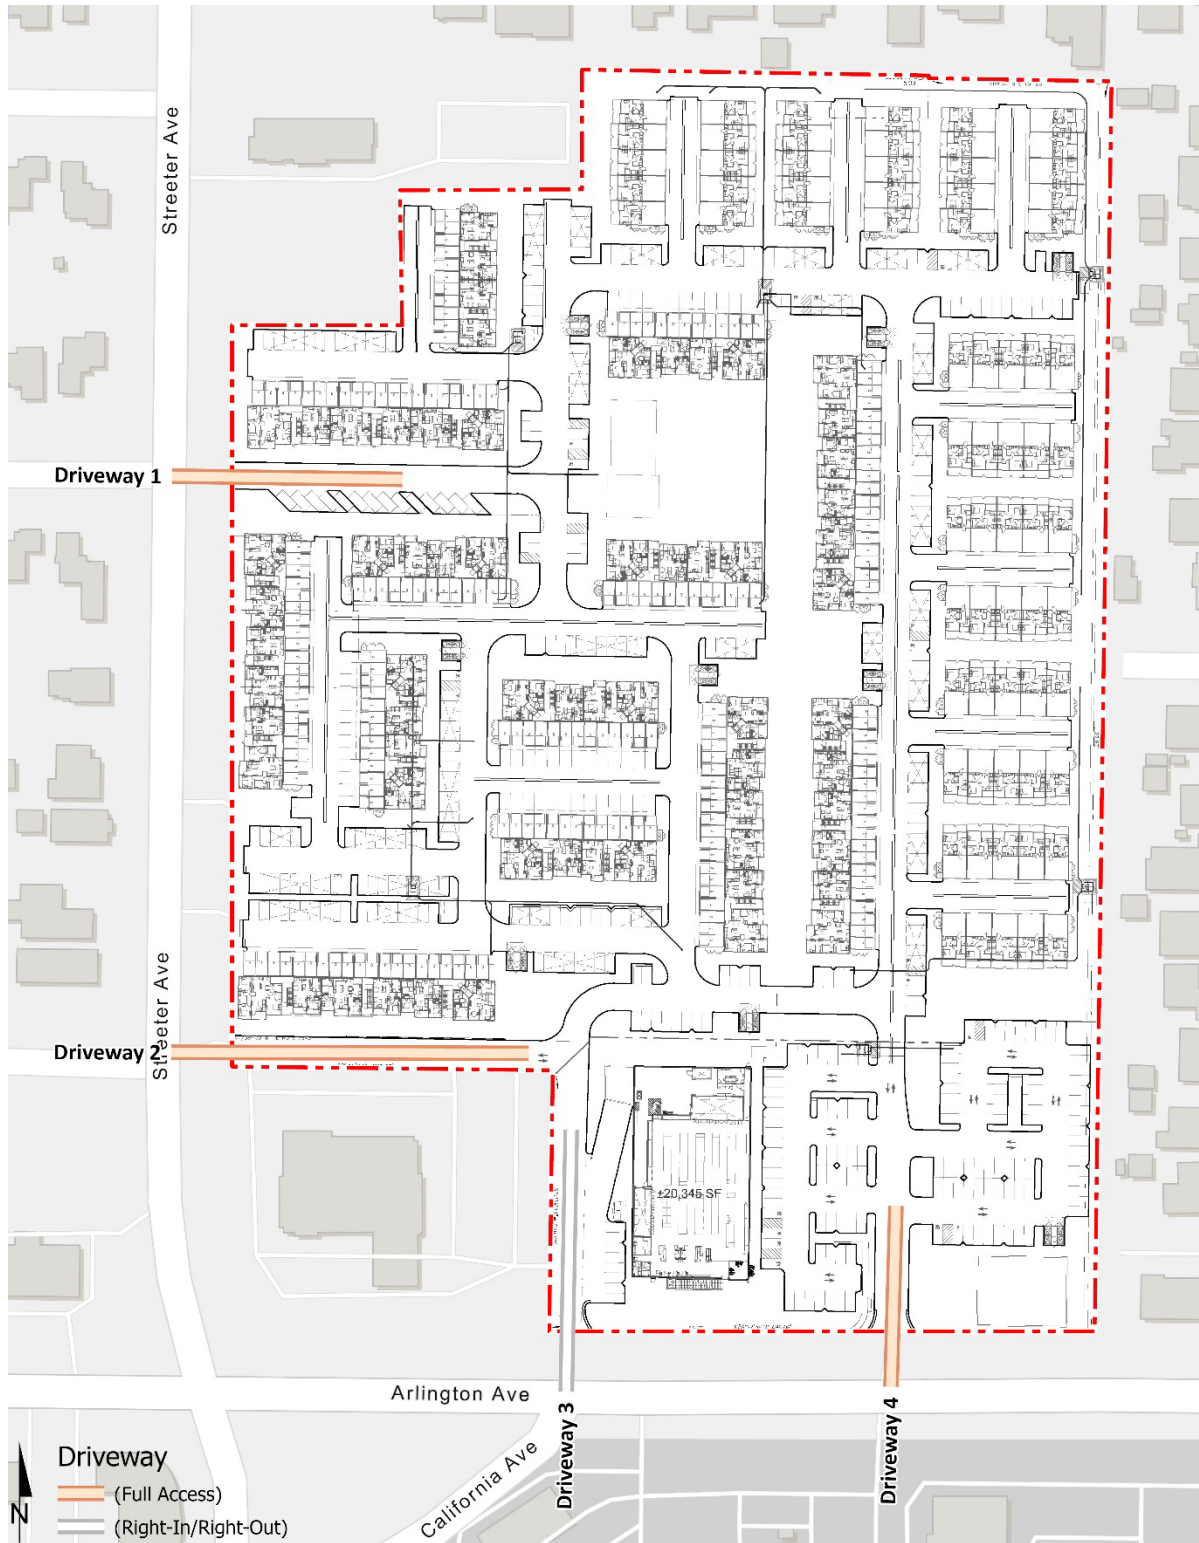 Streeter Ave
Driveway 1
Streeter Ave
Driveway 2
±20,345 SF
Arlington Ave
Driveway 3
Driveway 4
California Ave
Driveway
(Full Access)
(Right-In/Right-Out)
N